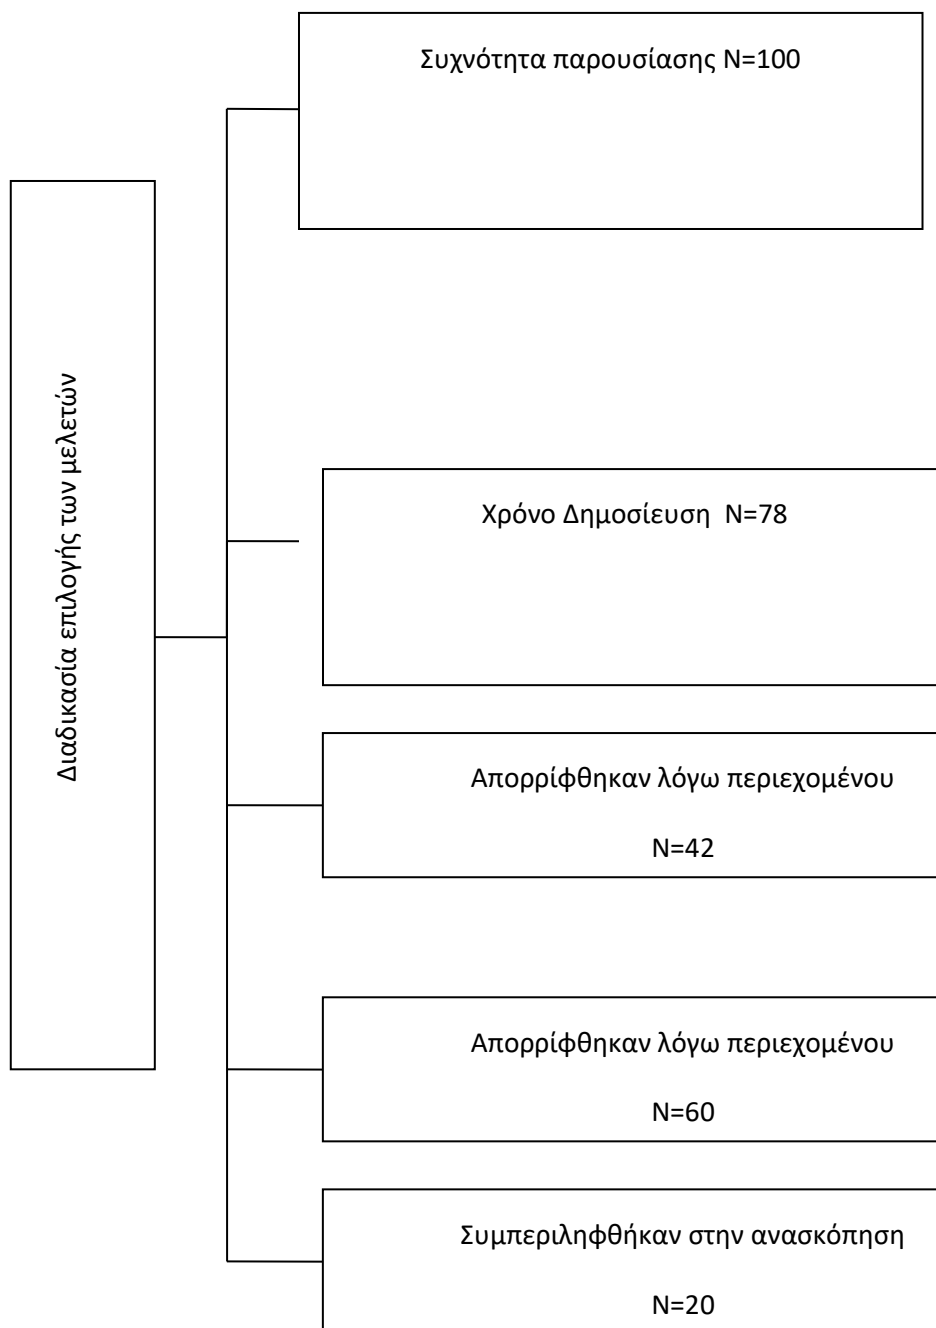 Συχνότητα παρουσίασης N=100
Διαδικασία επιλογής των μελετών
Χρόνο Δημοσίευση N=78
Απορρίφθηκαν λόγω περιεχομένου
N=42
Απορρίφθηκαν λόγω περιεχομένου
N=60
Συμπεριληφθήκαν στην ανασκόπηση
N=20